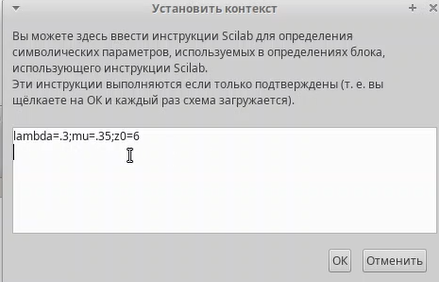 Установить контекст
Вы можете здесь ввести инструкции Scilab для определения
символических параметров, используемых в определениях блока,
использующего инструкции Scilab.
Эти инструкции выполняются если только подтверждены (т. е. вы
щёлкаете на ОК и каждый раз схема загружается).
lambda=.3;mu=.35;z0=6
ОК
Отменить